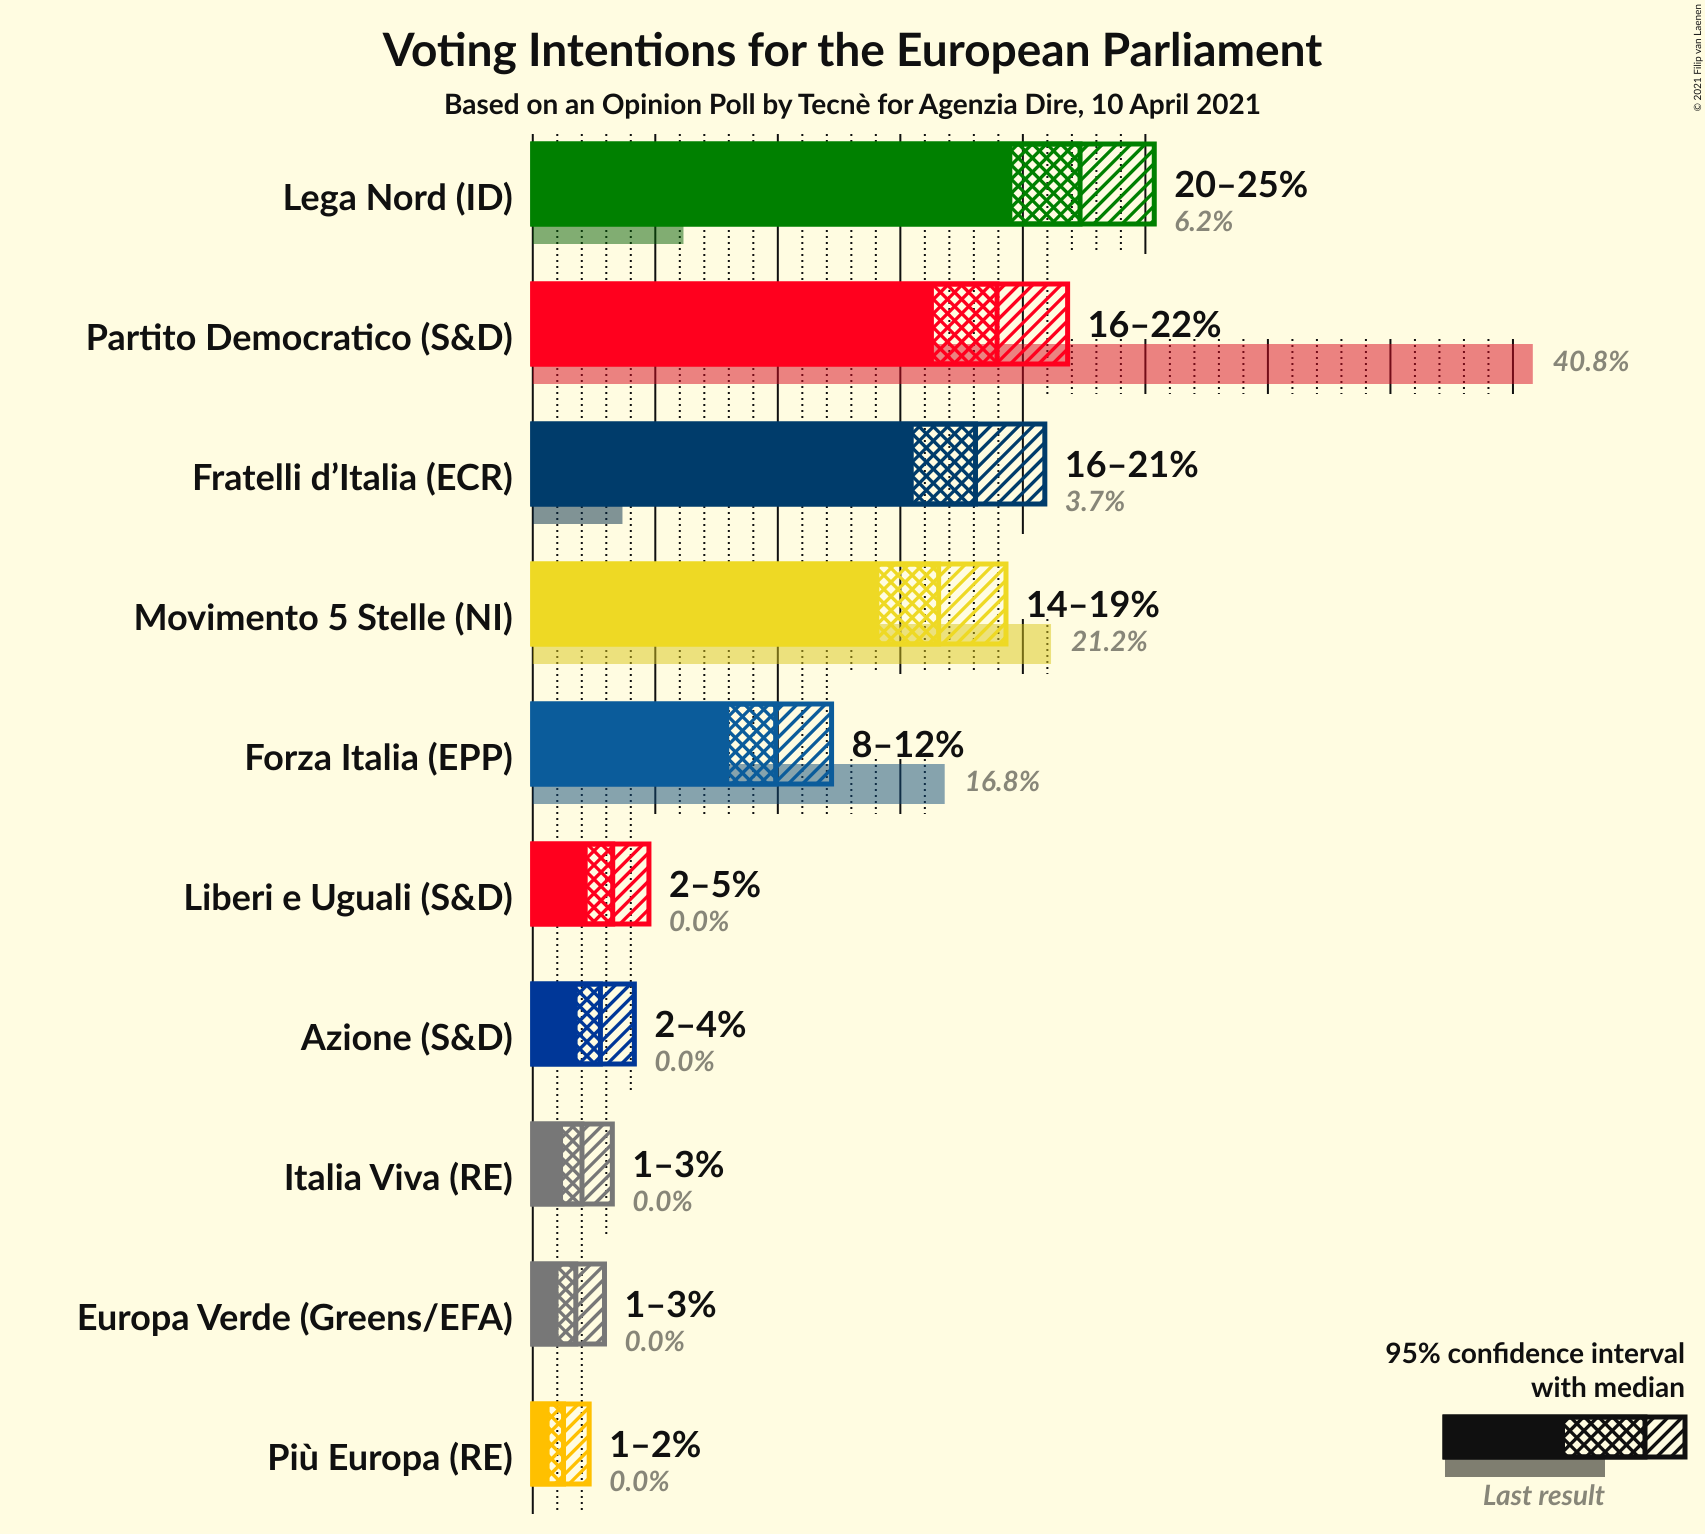 Voting Intentions for the European Parliament
Based on an Opinion Poll by Tecnè for Agenzia Dire, 10 April 2021
© 2021 Filip van Laenen
Lega Nord (ID)
20–25%
6.2%
Partito Democratico (S&D)
16–22%
40.8%
Fratelli d’Italia (ECR)
16–21%
3.7%
Movimento 5 Stelle (NI)
14–19%
21.2%
Forza Italia (EPP)
8–12%
16.8%
Liberi e Uguali (S&D)
2–5%
0.0%
Azione (S&D)
2–4%
0.0%
Italia Viva (RE)
1–3%
0.0%
Europa Verde (Greens/EFA)
1–3%
0.0%
Più Europa (RE)
1–2%
0.0%
95% confidence interval
with median
Last result